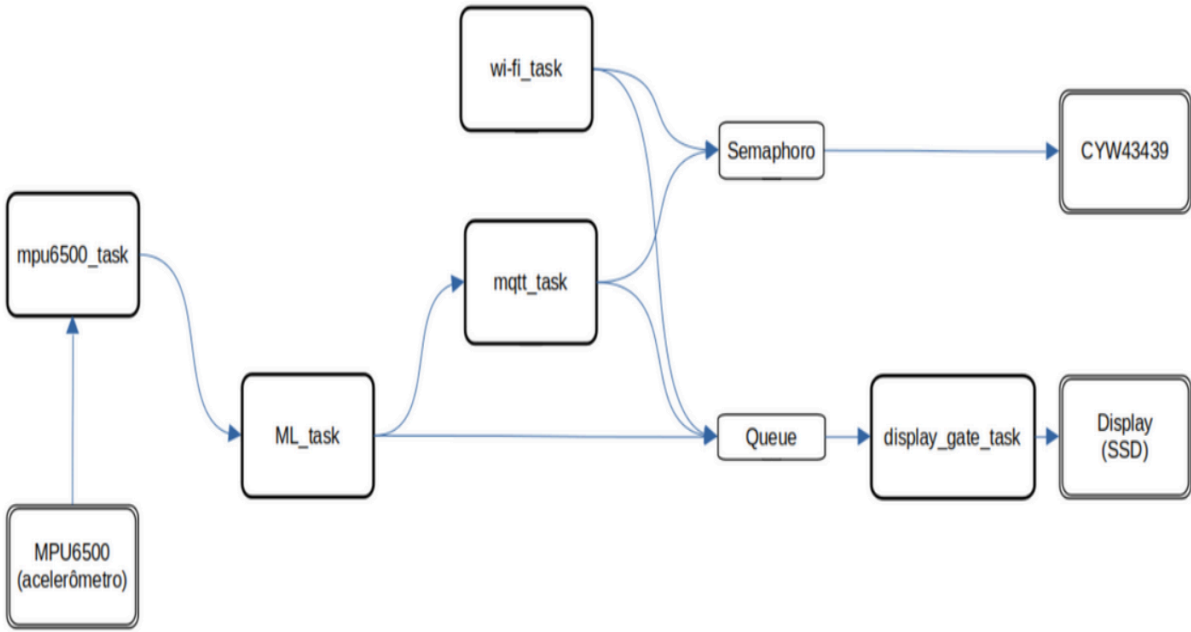 wi-fi_task
Semaphoro
CYW43439
mpu6500_task
mqtt_task
ML_task
Queue
display_gate_task
Display
(SSD)
MPU6500
(acelerômetro)